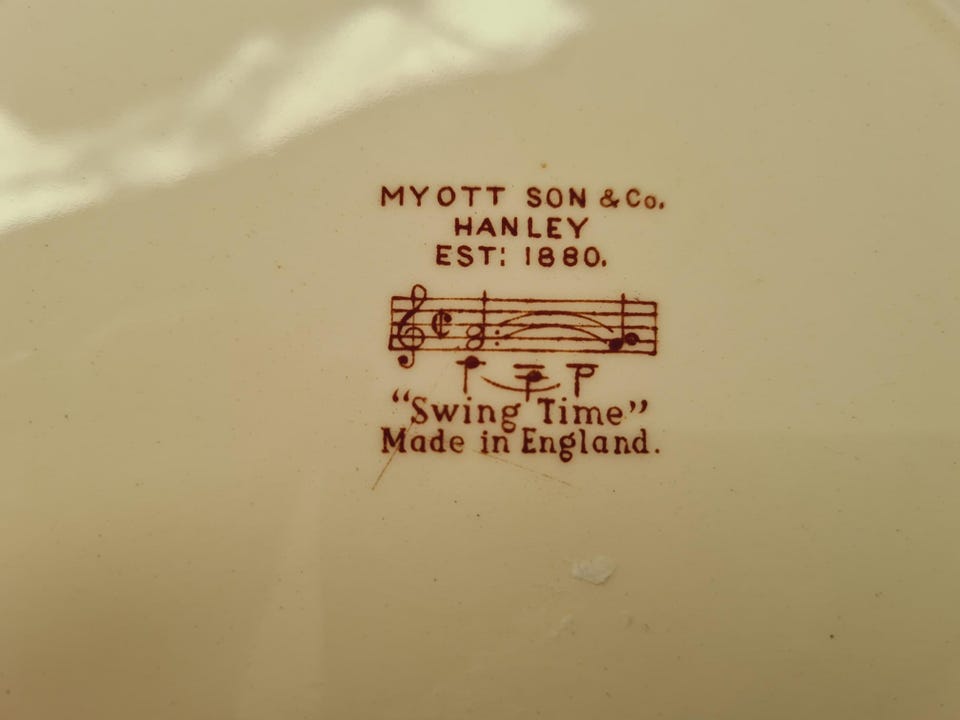 MYOTT SON & Co.
HANLEY
EST: 1880.
"Swing Time"
Made in England.